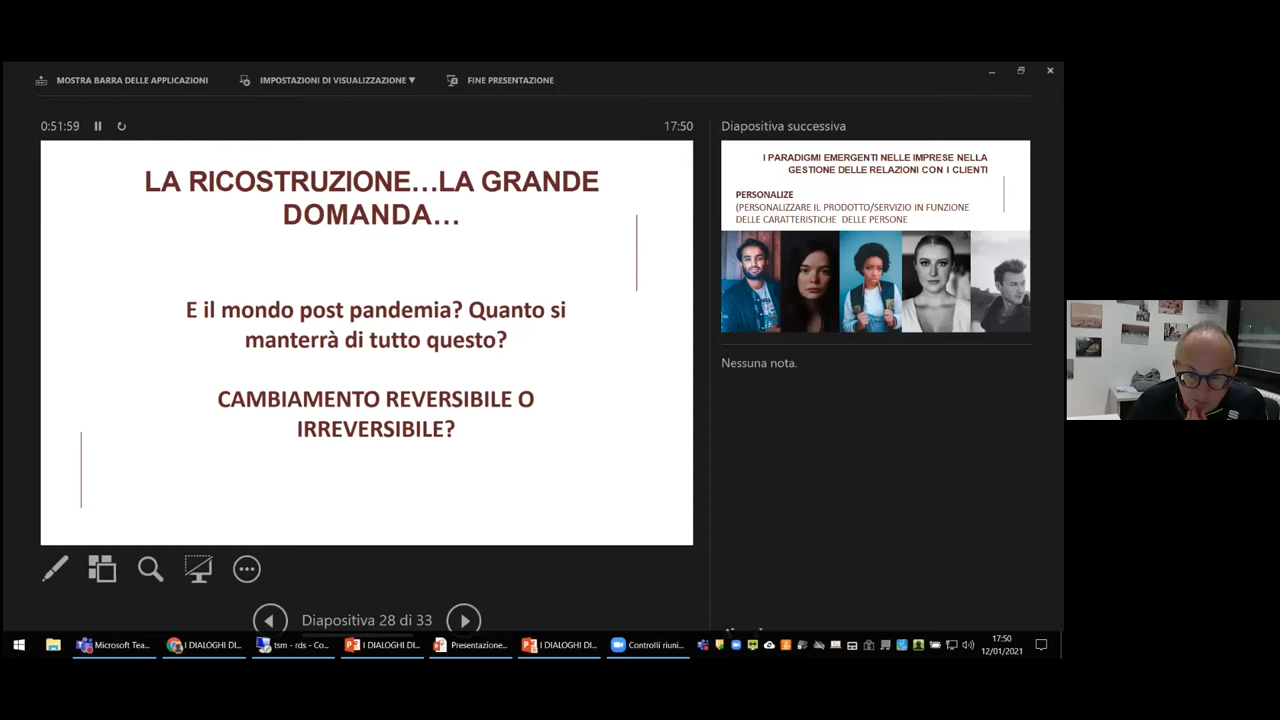 MOSTRA BARRA DELLE APPLICAZIONI
IMPOSTAZIONI DI VISUALIZZAZIONE ▼
FINE PRESENTAZIONE
0:51:59
17:50
LA RICOSTRUZIONE…LA GRANDE
DOMANDA…
E il mondo post pandemia? Quanto si
manterrà di tutto questo?
CAMBIAMENTO REVERSIBILE O
IRREVERSIBILE?
Diapositiva successiva
I PARADIGMI EMERGENTI NELLE IMPRESE NELLA
GESTIONE DELLE RELAZIONI CON I CLIENTI
PERSONALIZE
(PERSONALIZZARE IL PRODOTTO/SERVIZIO IN FUNZIONE
DELLE CARATTERISTICHE DELLE PERSONE
Nessuna nota.
Diapositiva 28 di 33
Microsoft Tea...
I DIALOGHI DI...
tsm - rds - Co...
I DIALOGHI DI...
Presentazione...
I DIALOGHI DI...
Controlli riuni...
17:50
12/01/2021